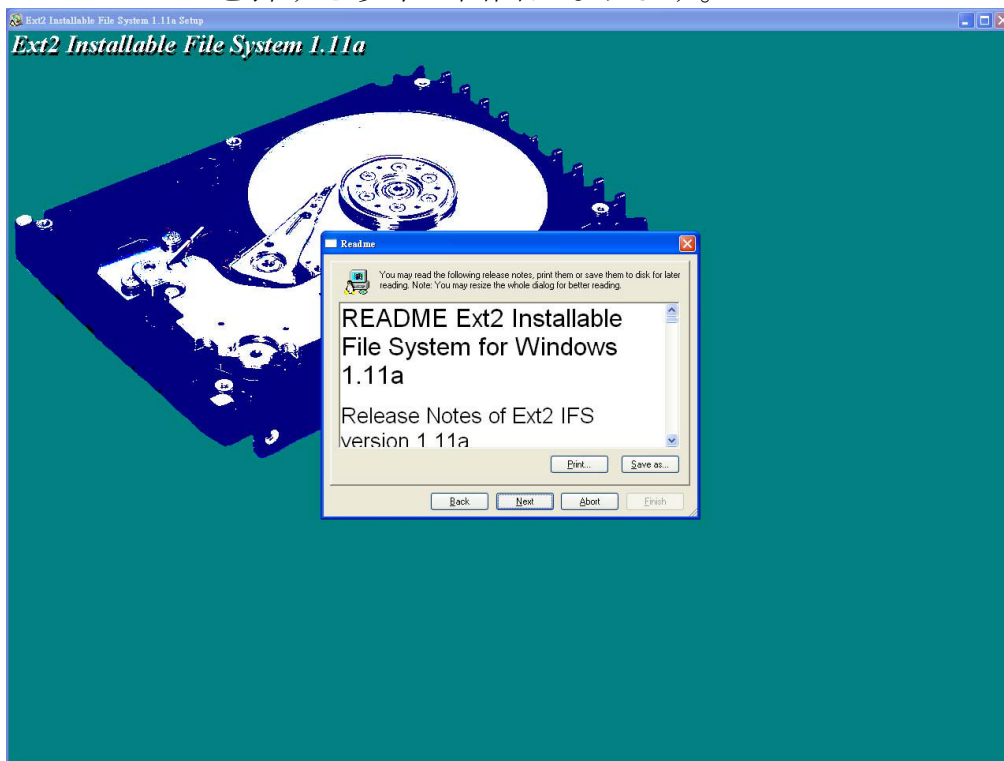 Ext2 Installable File System 1.11a Setup
Ext2 Installable File System 1.11a
Readme
You may read the following release notes, print them or save them to disk for later
reading. Note: You may resize the whole dialog for better reading.
README Ext2 Installable
File System for Windows
1.11a
Release Notes of Ext2 IFS
version 1.11a
Print... Save as...
Back Next Abort Finish